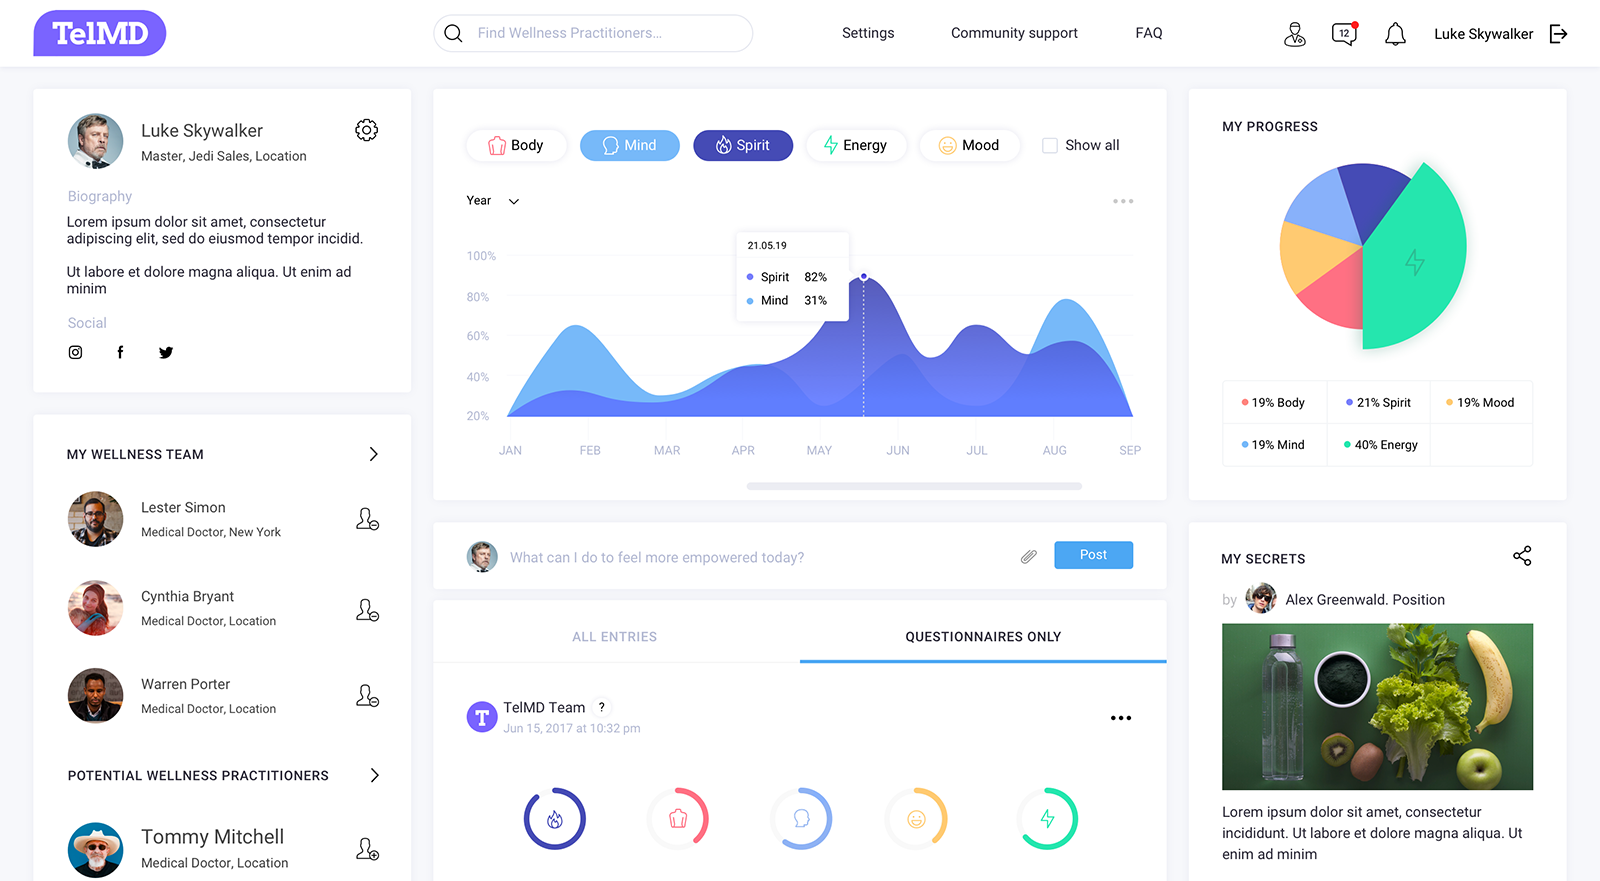 TelMD
Find Wellness Practitioners...
Settings
Community support
FAQ
12
Luke Skywalker
Luke Skywalker
Master, Jedi Sales, Location
Biography
Lorem ipsum dolor sit amet, consectetur
adipiscing elit, sed do eiusmod tempor incidid.
Ut labore et dolore magna aliqua. Ut enim ad
minim
Social
MY WELLNESS TEAM
Lester Simon
Medical Doctor, New York
Cynthia Bryant
Medical Doctor, Location
Warren Porter
Medical Doctor, Location
POTENTIAL WELLNESS PRACTITIONERS
Tommy Mitchell
Medical Doctor, Location
Body
Mind
Spirit
Energy
Mood
Show all
Year
100%
80%
60%
40%
20%
21.05.19
Spirit 82%
Mind 31%
JAN FEB MAR APR MAY JUN JUL AUG SEP
What can I do to feel more empowered today?
Post
ALL ENTRIES
QUESTIONNAIRES ONLY
T
TelMD Team ?
Jun 15, 2017 at 10:32 pm
MY PROGRESS
19% Body 21% Spirit 19% Mood
19% Mind 40% Energy
MY SECRETS
by Alex Greenwald. Position
Lorem ipsum dolor sit amet, consectetur
incididunt. Ut labore et dolore magna aliqua. Ut
enim ad minim